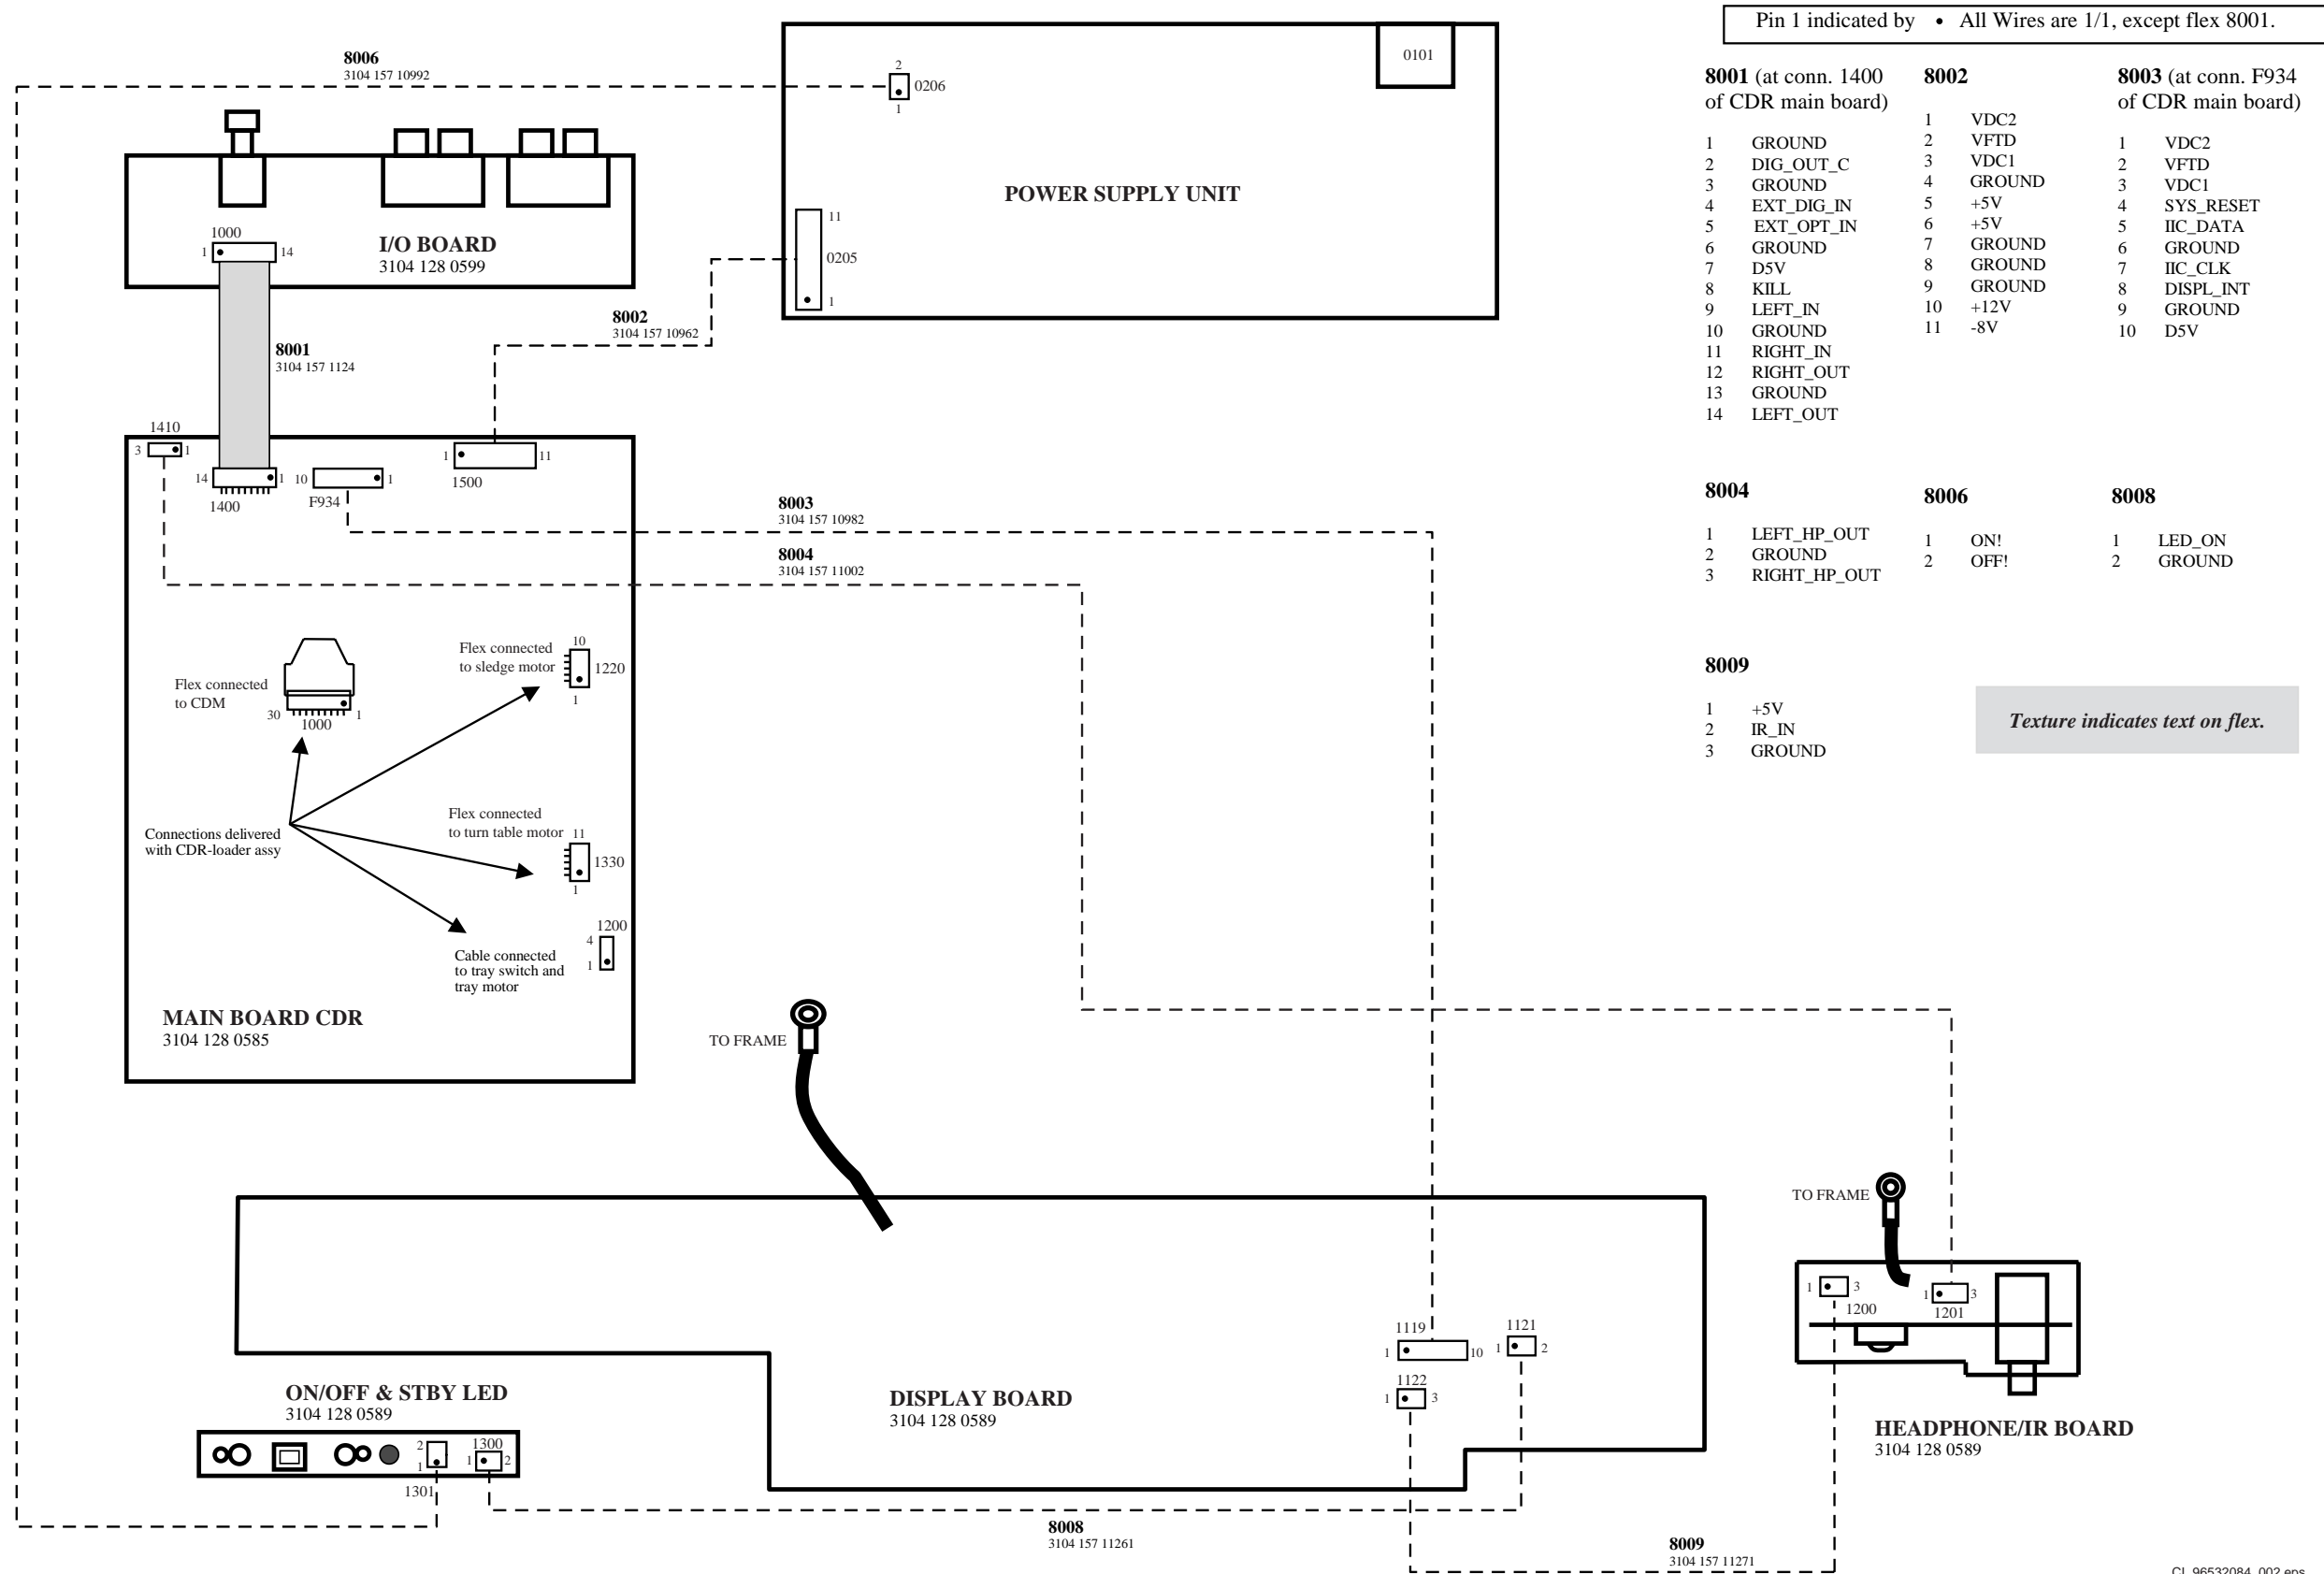 Pin 1 indicated by • All Wires are 1/1, except flex 8001.
8006
3104 157 10992
2
0206
1
0101
POWER SUPPLY UNIT
11
0205
1
1000
1
14
I/O BOARD
3104 128 0599
8002
3104 157 10962
8001
3104 157 1124
8001 (at conn. 1400
of CDR main board)
1 GROUND
2 DIG_OUT_C
3 GROUND
4 EXT_DIG_IN
5 EXT_OPT_IN
6 GROUND
7 D5V
8 KILL
9 LEFT_IN
10 GROUND
11 RIGHT_IN
12 RIGHT_OUT
13 GROUND
14 LEFT_OUT
8002
1 VDC2
2 VFTD
3 VDC1
4 GROUND
5 +5V
6 +5V
7 GROUND
8 GROUND
9 GROUND
10 +12V
11 -8V
8003 (at conn. F934
of CDR main board)
1 VDC2
2 VFTD
3 VDC1
4 SYS_RESET
5 IIC_DATA
6 GROUND
7 IIC_CLK
8 DISPL_INT
9 GROUND
10 D5V
8004
1 LEFT_HP_OUT
2 GROUND
3 RIGHT_HP_OUT
8006
1 ON!
2 OFF!
8008
1 LED_ON
2 GROUND
8009
1 +5V
2 IR_IN
3 GROUND
Texture indicates text on flex.
1410
3 1
14 1
1400
10 1
F934
1 11
1500
8003
3104 157 10982
8004
3104 157 11002
Flex connected
to CDM
30 1
1000
Flex connected
to sledge motor
10
1220
1
Connections delivered
with CDR-loader assy
Flex connected
to turn table motor
11
1330
1
1200
4
1
Cable connected
to tray switch and
tray motor
MAIN BOARD CDR
3104 128 0585
TO FRAME
TO FRAME
1 3
1200
1 3
1201
HEADPHONE/IR BOARD
3104 128 0589
1119
1 10
1121
1 2
1122
1 3
DISPLAY BOARD
3104 128 0589
ON/OFF & STBY LED
3104 128 0589
2
1
1301
1300
1 2
8008
3104 157 11261
8009
3104 157 11271
CL 96532084_002.eps